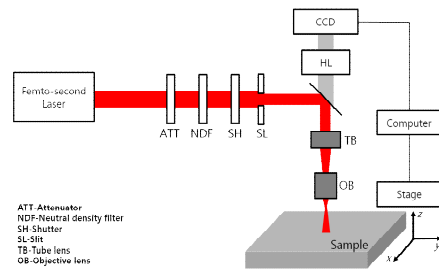 CCD
HL
Femto-second
Laser
ATT NDF SH SL
TB
Computer
OB
Stage
Sample
z
y
x
ATT-Attenuator
NDF-Neutral density filter
SH-Shutter
SL-Slit
TB-Tube lens
OB-Objective lens